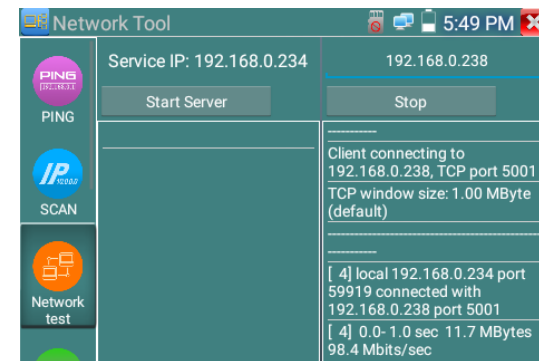 Network Tool
5:49 PM
PING
PING
SCAN
Network
test
Service IP: 192.168.0.234
Start Server
192.168.0.238
Stop
-----------
Client connecting to
192.168.0.238, TCP port 5001
TCP window size: 1.00 MByte
(default)
-----------
[ 4] local 192.168.0.234 port
59919 connected with
192.168.0.238 port 5001
[ 4] 0.0- 1.0 sec 11.7 MBytes
98.4 Mbits/sec